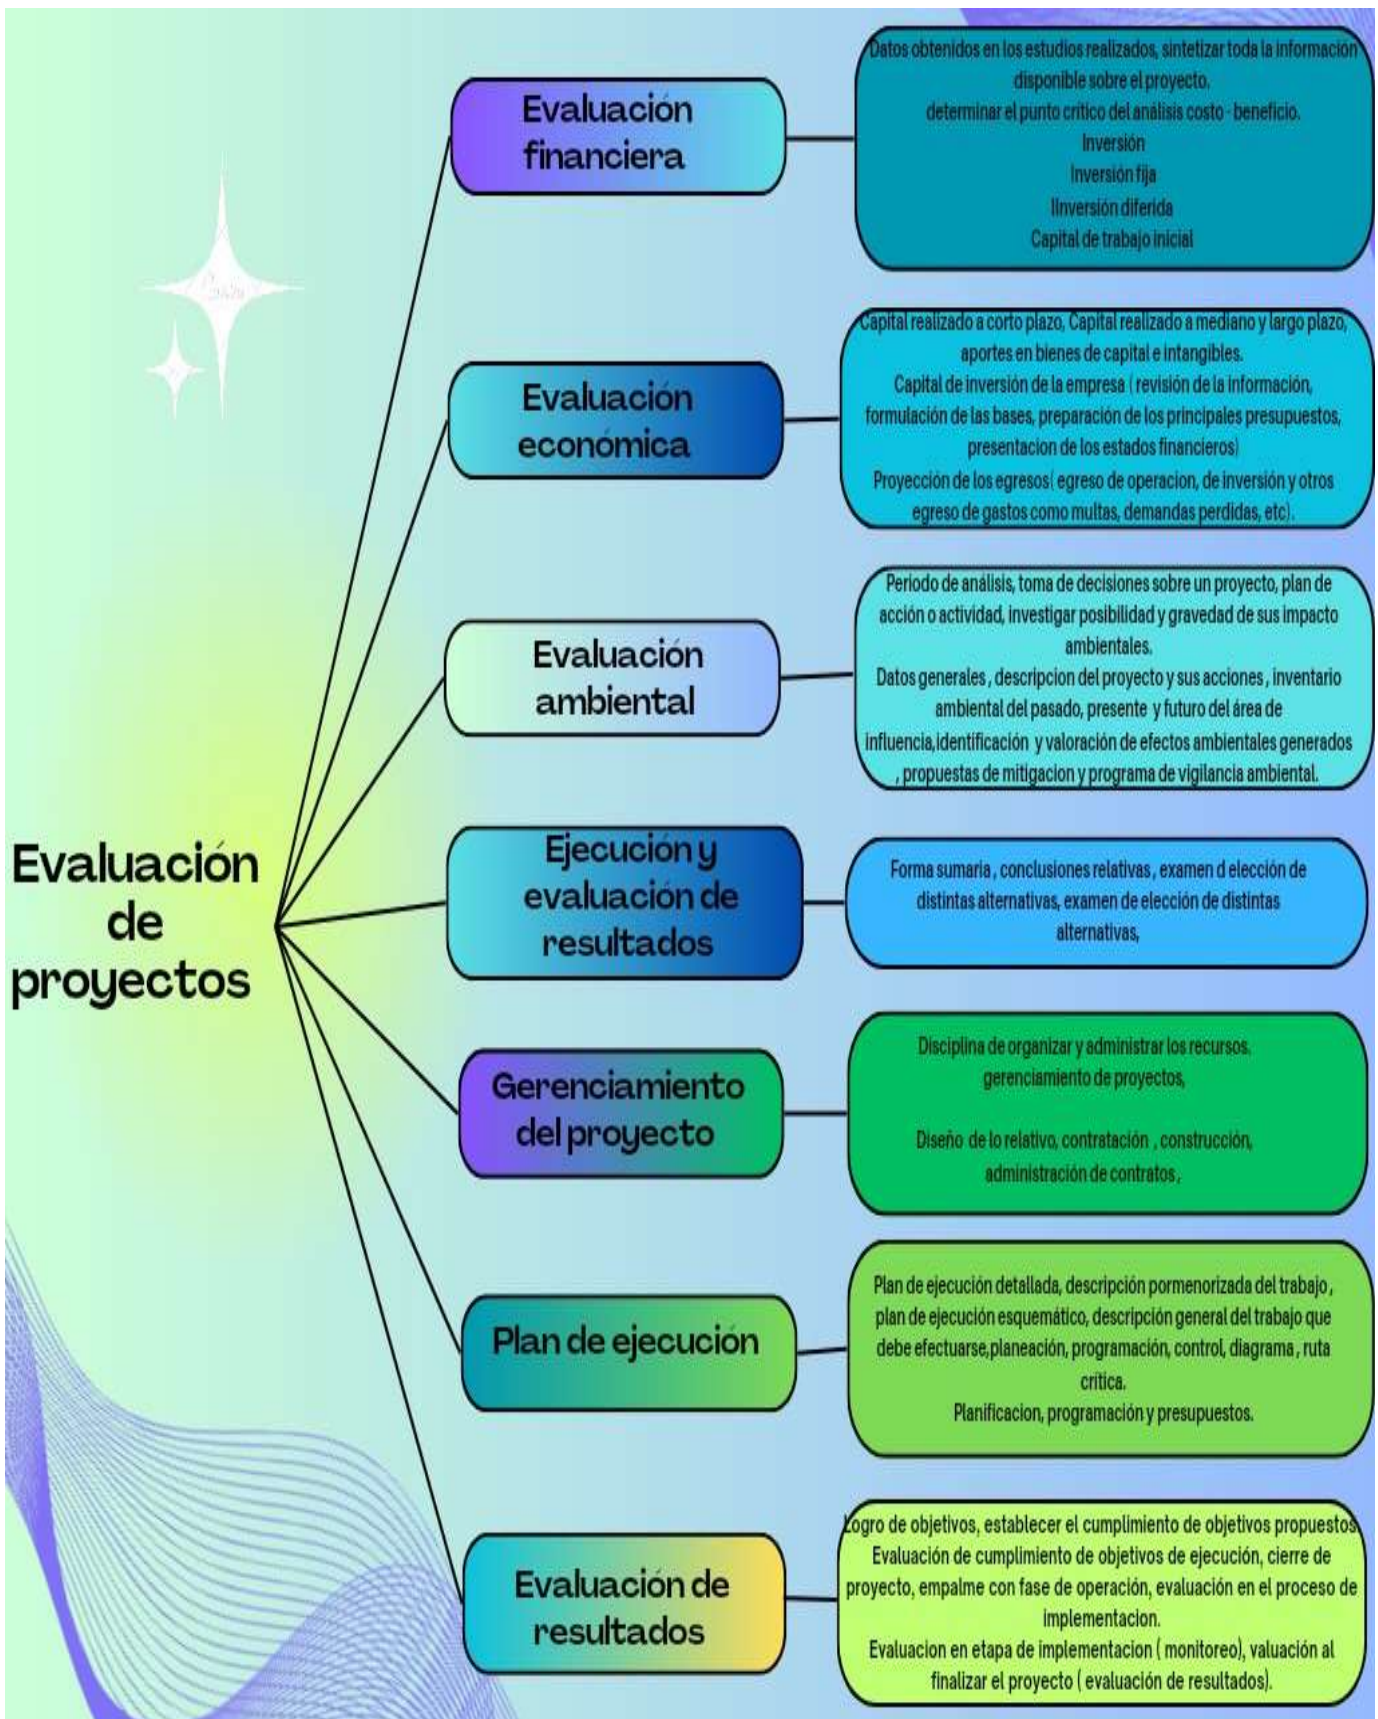 Evaluación
de
proyectos
Evaluación
financiera
Datos obtenidos en los estudios realizados, sintetizar toda la información
disponible sobre el proyecto.
determinar el punto crítico del análisis costo - beneficio.
Inversión
Inversión fija
IInversión diferida
Capital de trabajo inicial
Evaluación
económica
Capital realizado a corto plazo, Capital realizado a mediano y largo plazo,
aportes en bienes de capital e intangibles.
Capital de inversión de la empresa ( revisión de la información,
formulación de las bases, preparación de los principales presupuestos,
presentacion de los estados financieros)
Proyección de los egresos( egreso de operacion, de inversión y otros
egreso de gastos como multas, demandas perdidas, etc).
Evaluación
ambiental
Periodo de análisis, toma de decisiones sobre un proyecto, plan de
acción o actividad, investigar posibilidad y gravedad de sus impacto
ambientales.
Datos generales , descripcion del proyecto y sus acciones , inventario
ambiental del pasado, presente y futuro del área de
influencia,identificación y valoración de efectos ambientales generados
, propuestas de mitigacion y programa de vigilancia ambiental.
Ejecución y
evaluación de
resultados
Forma sumaria , conclusiones relativas , examen d elección de
distintas alternativas, examen de elección de distintas
alternativas,
Gerenciamiento
del proyecto
Disciplina de organizar y administrar los recursos.
gerenciamiento de proyectos,
Diseño de lo relativo, contratación , construcción,
administración de contratos ,
Plan de ejecución
Plan de ejecución detallada, descripción pormenorizada del trabajo ,
plan de ejecución esquemático, descripción general del trabajo que
debe efectuarse,planeación, programación, control, diagrama , ruta
crítica.
Planificacion, programación y presupuestos.
Evaluación de
resultados
Logro de objetivos, establecer el cumplimiento de objetivos propuestos.
Evaluación de cumplimiento de objetivos de ejecución, cierre de
proyecto, empalme con fase de operación, evaluación en el proceso de
implementacion.
Evaluacion en etapa de implementacion ( monitoreo), valuación al
finalizar el proyecto ( evaluación de resultados).